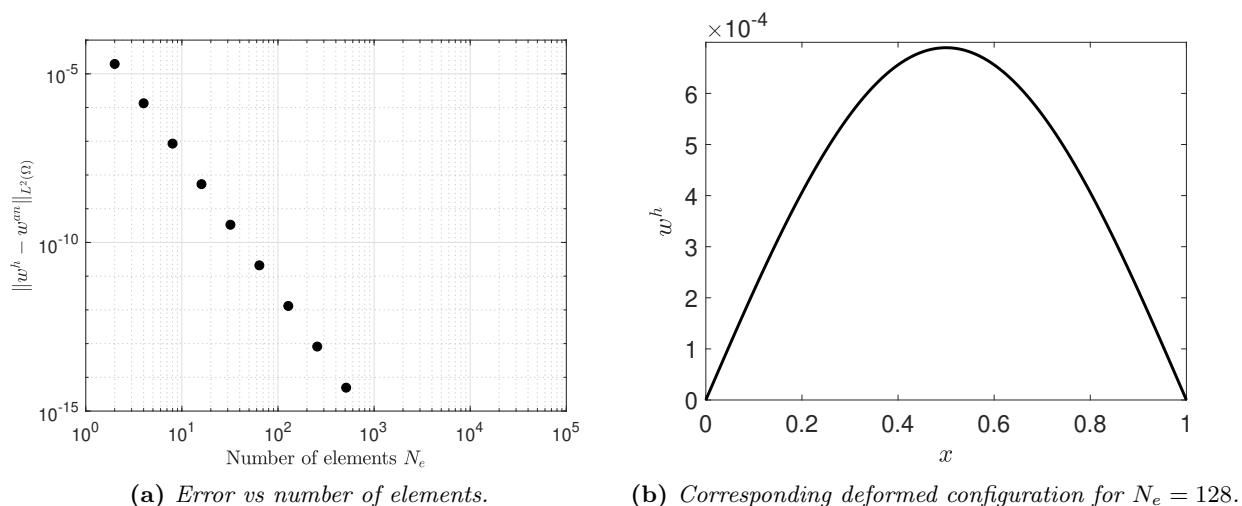 10^-5
10^-10
10^-15
10^0 10^1 10^2 10^3 10^4 10^5
||w^h − w^{an}||_{L^2(Ω)}
Number of elements N_e
(a) Error vs number of elements.
×10^-4
6
5
4
3
2
1
0
0 0.2 0.4 0.6 0.8 1
w^h
x
(b) Corresponding deformed configuration for N_e = 128.